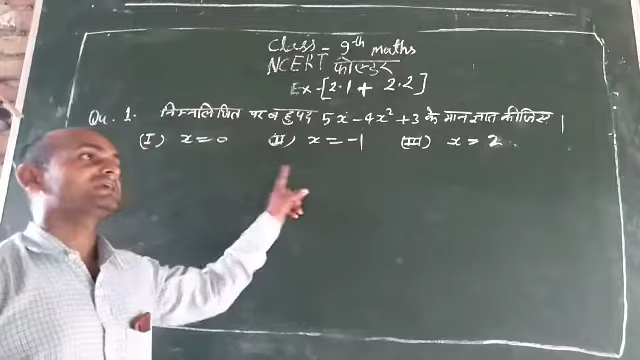 Class - 9th maths
NCERT फोल्डर
Ex-[2.1 + 2.2]
Qu. 1. निम्नलिखित पर बहुपद 5x - 4x² + 3 के मान ज्ञात कीजिए।
(I) x = 0 (II) x = -1 (III) x = 2.